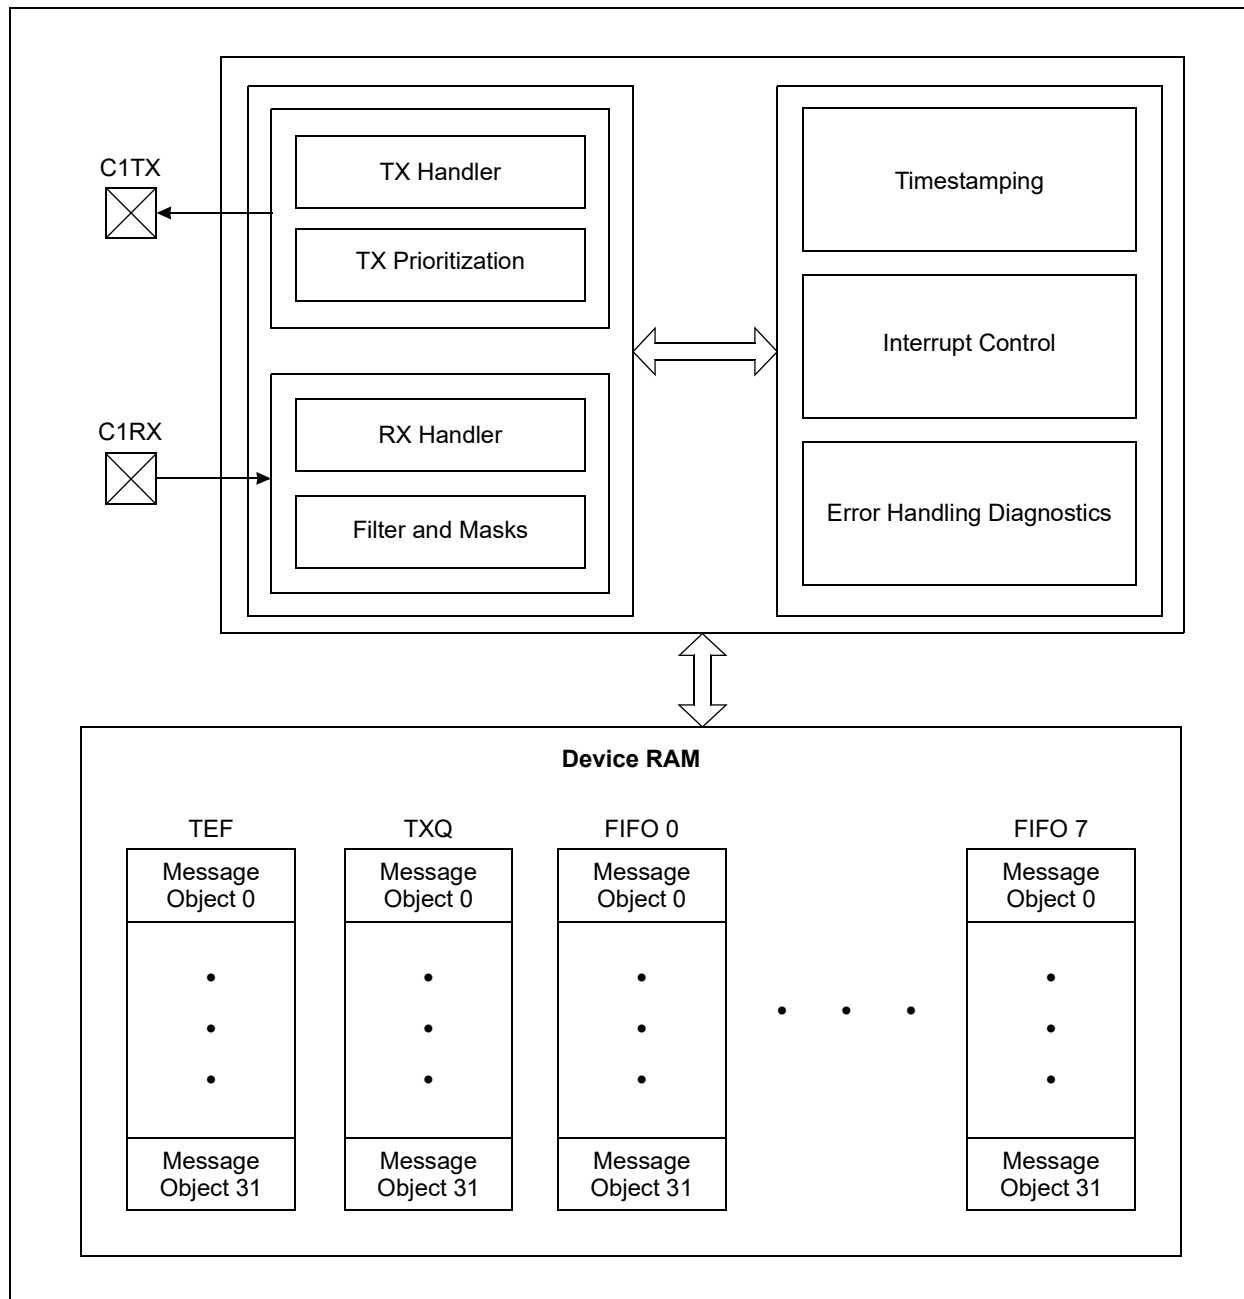 C1TX
TX Handler
TX Prioritization
C1RX
RX Handler
Filter and Masks
Timestamping
Interrupt Control
Error Handling Diagnostics
Device RAM
TEF
TXQ
FIFO 0
FIFO 7
Message
Object 0
Message
Object 0
Message
Object 0
Message
Object 0
Message
Object 31
Message
Object 31
Message
Object 31
Message
Object 31